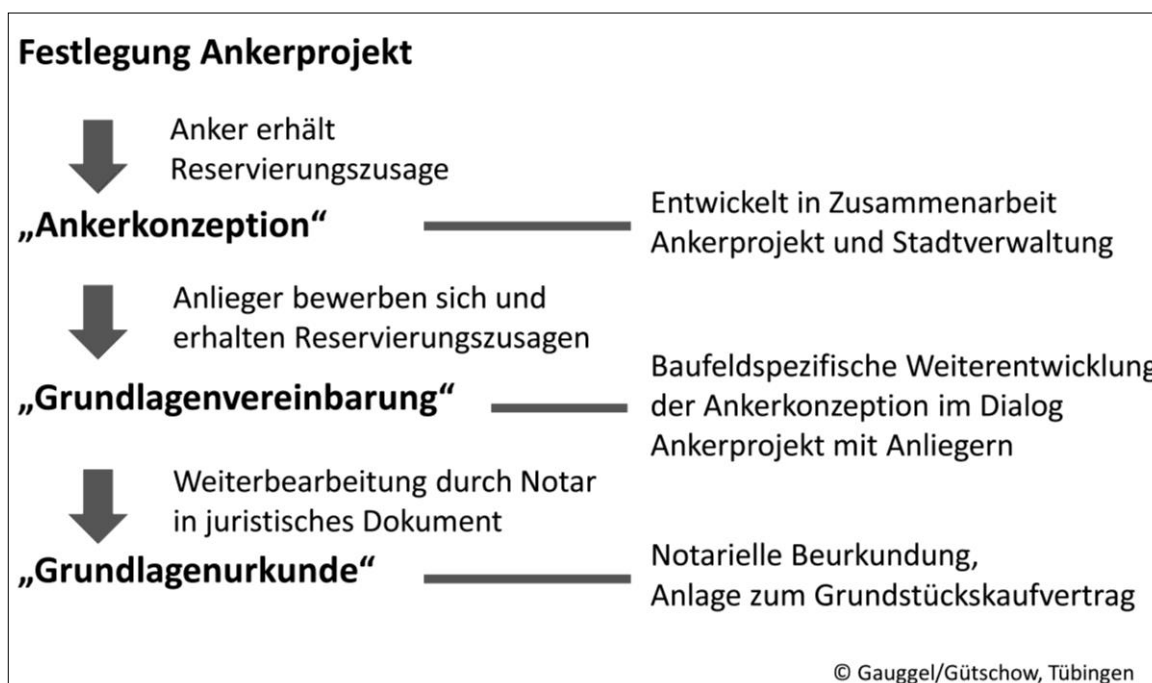 Festlegung Ankerprojekt
Anker erhält
Reservierungszusage
„Ankerkonzeption“
Entwickelt in Zusammenarbeit
Ankerprojekt und Stadtverwaltung
Anlieger bewerben sich und
erhalten Reservierungszusagen
„Grundlagenvereinbarung“
Baufeldspezifische Weiterentwicklung
der Ankerkonzeption im Dialog
Ankerprojekt mit Anliegern
Weiterbearbeitung durch Notar
in juristisches Dokument
„Grundlagenurkunde“
Notarielle Beurkundung,
Anlage zum Grundstückskaufvertrag
© Gauggel/Gütschow, Tübingen